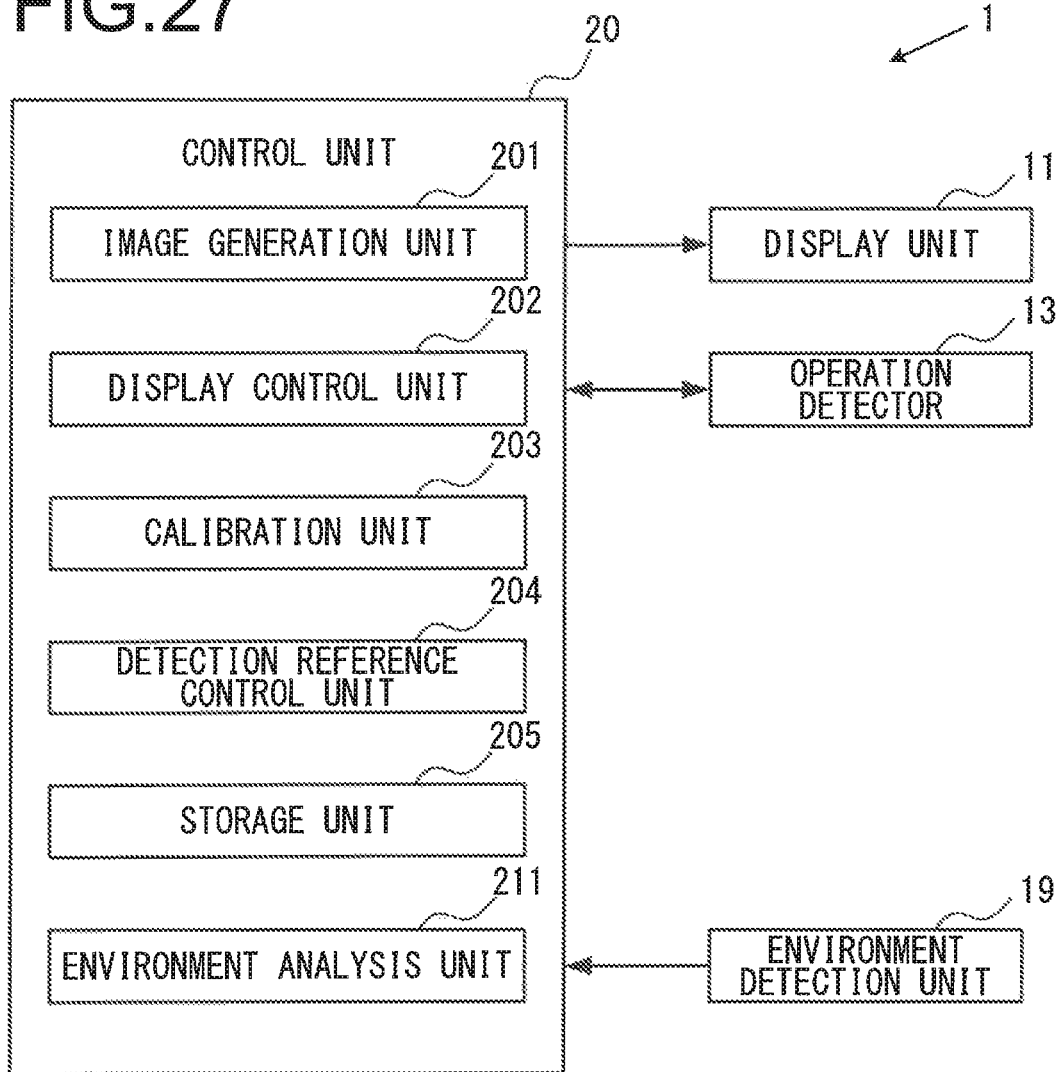 FIG.27
1
20
CONTROL UNIT
201
IMAGE GENERATION UNIT
11
DISPLAY UNIT
202
DISPLAY CONTROL UNIT
13
OPERATION
DETECTOR
203
CALIBRATION UNIT
204
DETECTION REFERENCE
CONTROL UNIT
205
STORAGE UNIT
211
ENVIRONMENT ANALYSIS UNIT
19
ENVIRONMENT
DETECTION UNIT